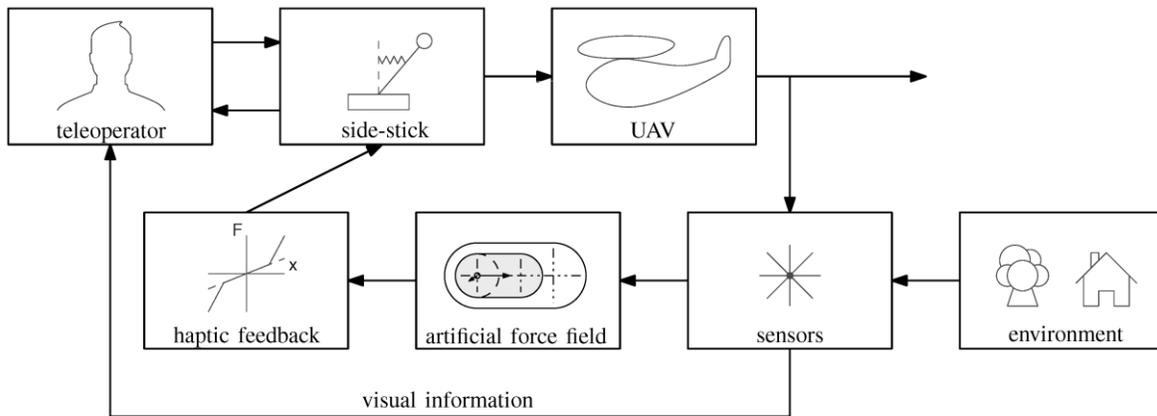 teleoperator
side-stick
UAV
F
x
haptic feedback
artificial force field
sensors
environment
visual information